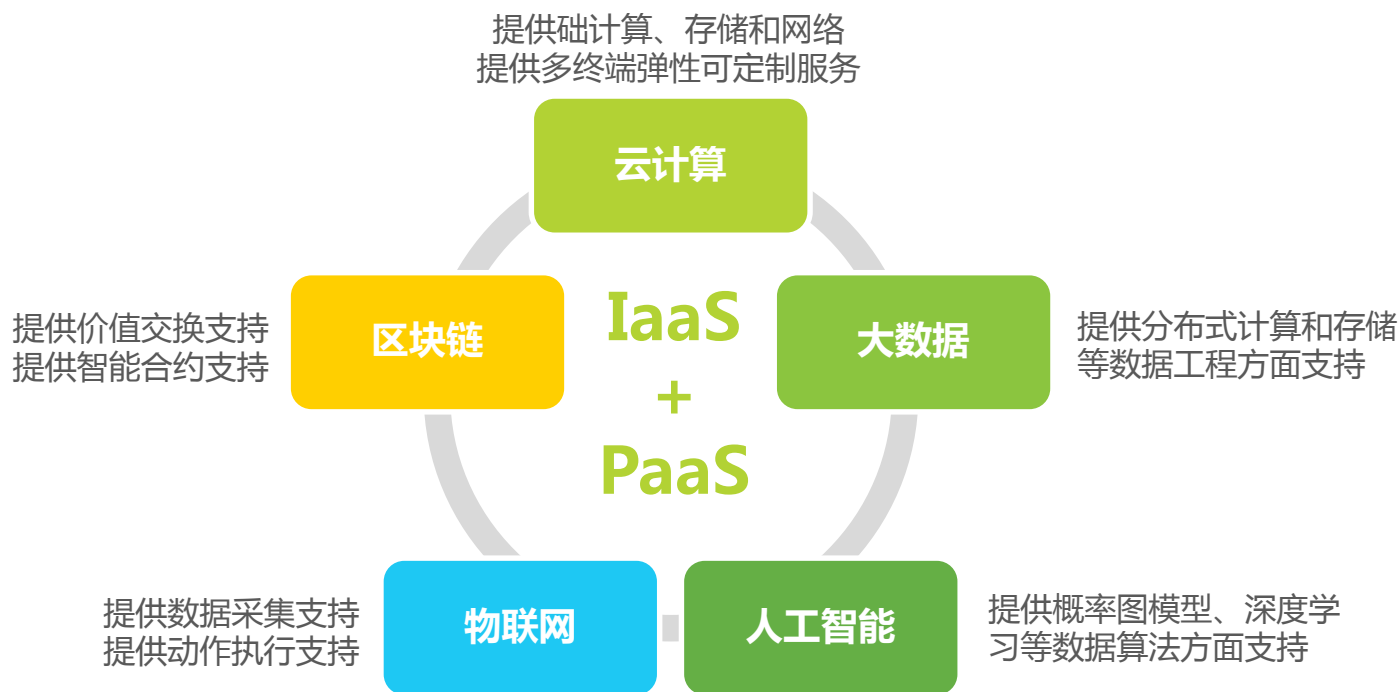 提供础计算、存储和网络
提供多终端弹性可定制服务
云计算
提供价值交换支持
提供智能合约支持
区块链
IaaS
+
PaaS
大数据
提供分布式计算和存储
等数据工程方面支持
提供数据采集支持
提供动作执行支持
物联网
人工智能
提供概率图模型、深度学
习等数据算法方面支持